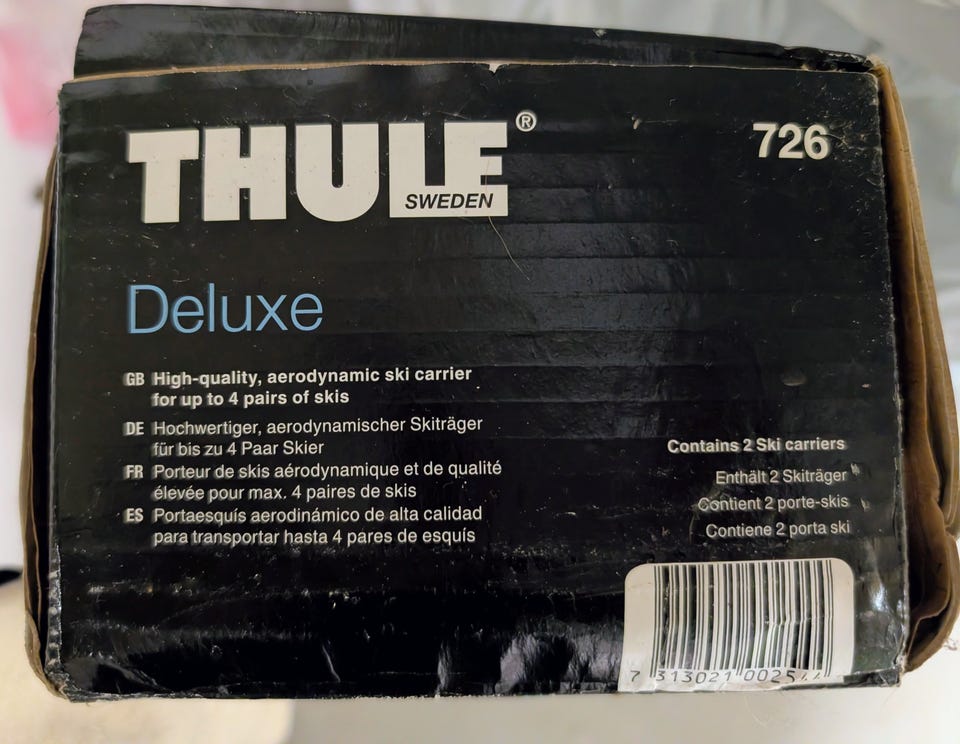 THULE®
SWEDEN
726
Deluxe
GB High-quality, aerodynamic ski carrier
for up to 4 pairs of skis
DE Hochwertiger, aerodynamischer Skiträger
für bis zu 4 Paar Skier
FR Porteur de skis aérodynamique et de qualité
élevée pour max. 4 paires de skis
ES Portaesquís aerodinámico de alta calidad
para transportar hasta 4 pares de esquís
Contains 2 Ski carriers
Enthält 2 Skiträger
Contient 2 porte-skis
Contiene 2 porta ski
7 313021